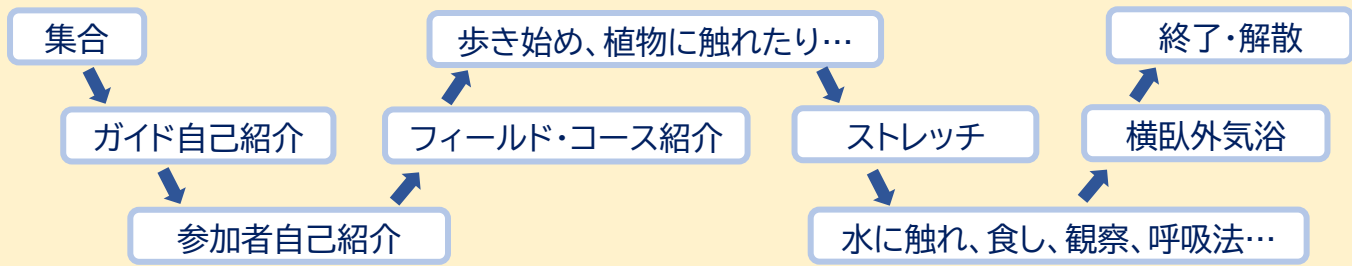 集合
ガイド自己紹介
参加者自己紹介
フィールド・コース紹介
歩き始め、植物に触れたり…
ストレッチ
水に触れ、食し、観察、呼吸法…
横臥外気浴
終了・解散